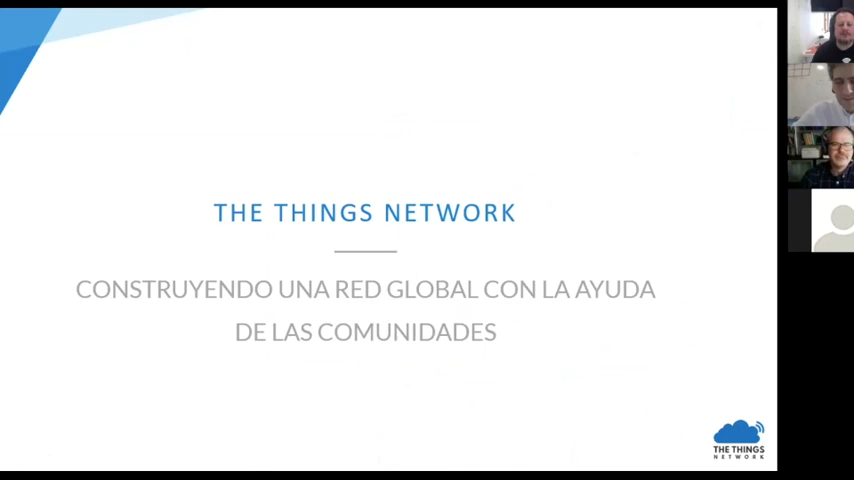 THE THINGS NETWORK
CONSTRUYENDO UNA RED GLOBAL CON LA AYUDA
DE LAS COMUNIDADES
THE THINGS
NETWORK